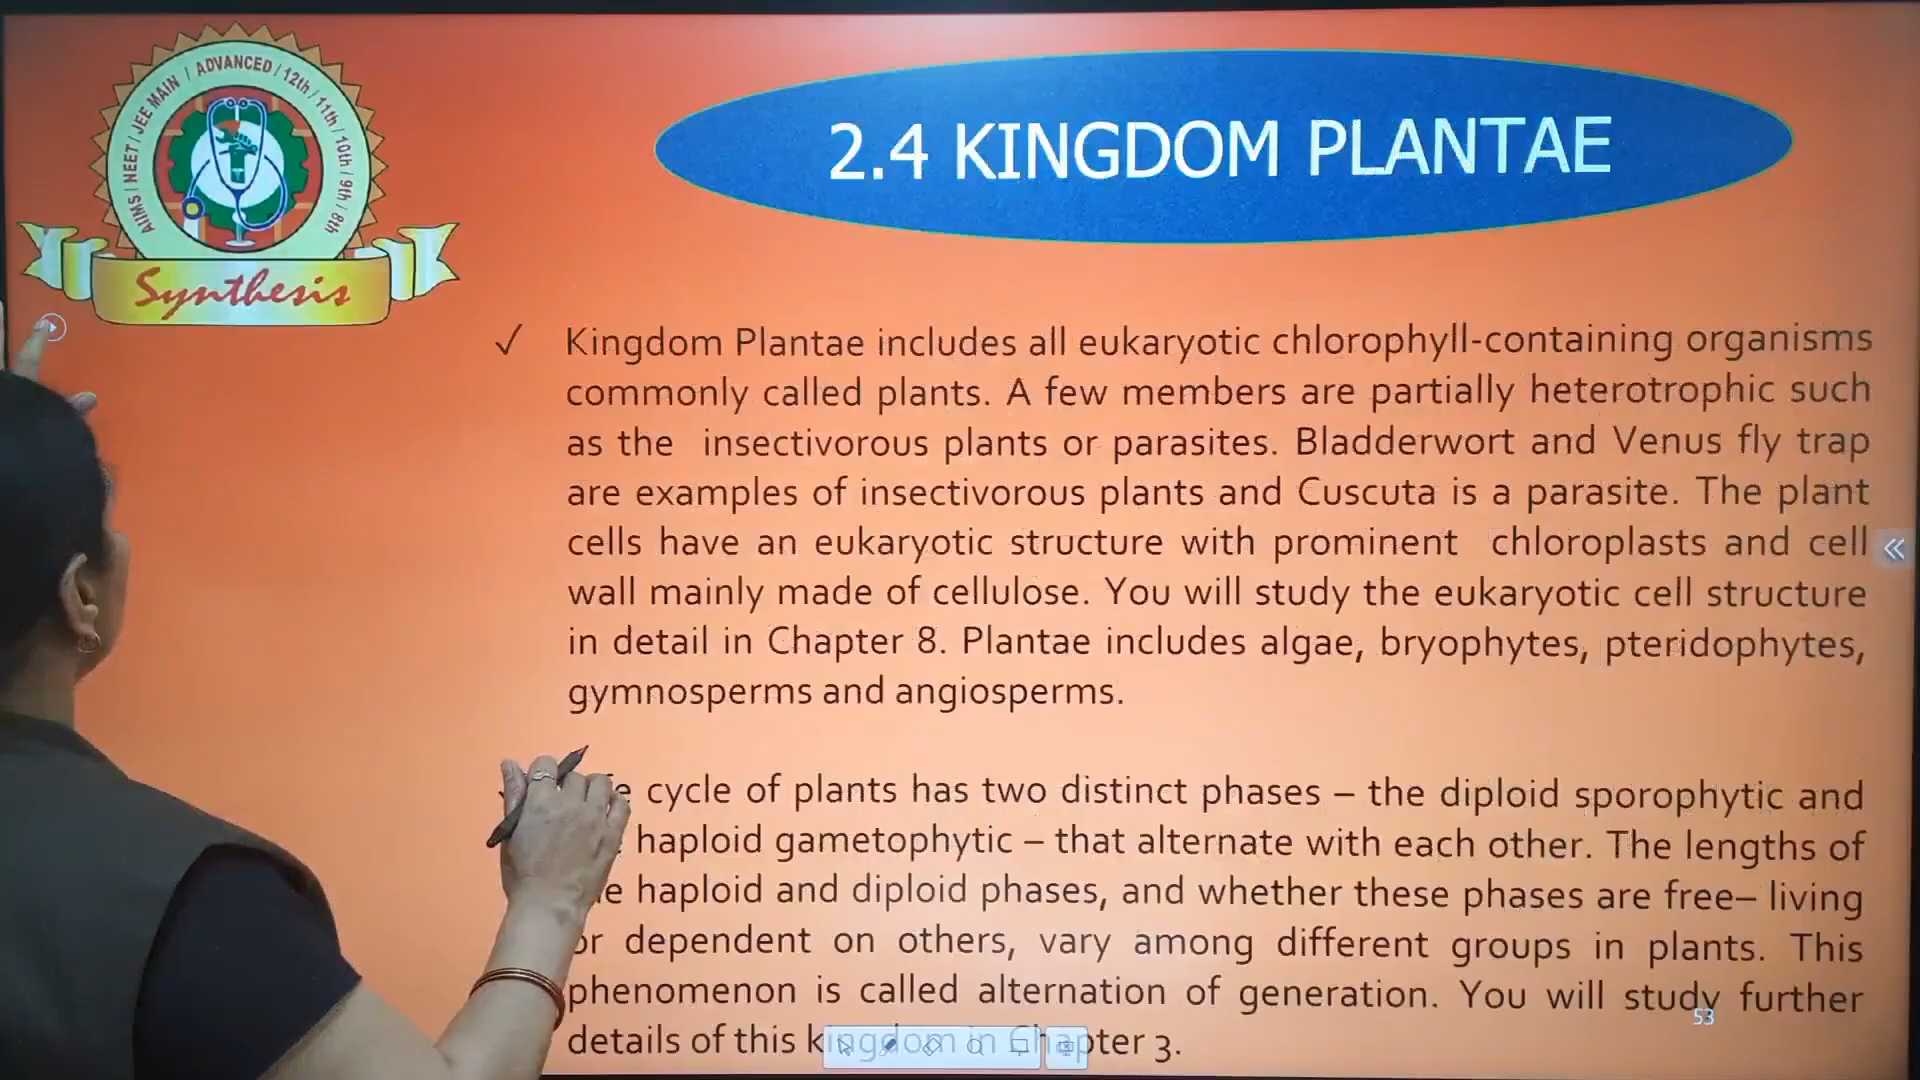 AIIMS / NEET / JEE MAIN / ADVANCED / 12th / 11th / 10th / 9th / 8th
Synthesis
2.4 KINGDOM PLANTAE
✓ Kingdom Plantae includes all eukaryotic chlorophyll-containing organisms
commonly called plants. A few members are partially heterotrophic such
as the insectivorous plants or parasites. Bladderwort and Venus fly trap
are examples of insectivorous plants and Cuscuta is a parasite. The plant
cells have an eukaryotic structure with prominent chloroplasts and cell
wall mainly made of cellulose. You will study the eukaryotic cell structure
in detail in Chapter 8. Plantae includes algae, bryophytes, pteridophytes,
gymnosperms and angiosperms.
cycle of plants has two distinct phases – the diploid sporophytic and
haploid gametophytic – that alternate with each other. The lengths of
haploid and diploid phases, and whether these phases are free– living
or dependent on others, vary among different groups in plants. This
phenomenon is called alternation of generation. You will study further
details of this kingdom in Chapter 3.
53